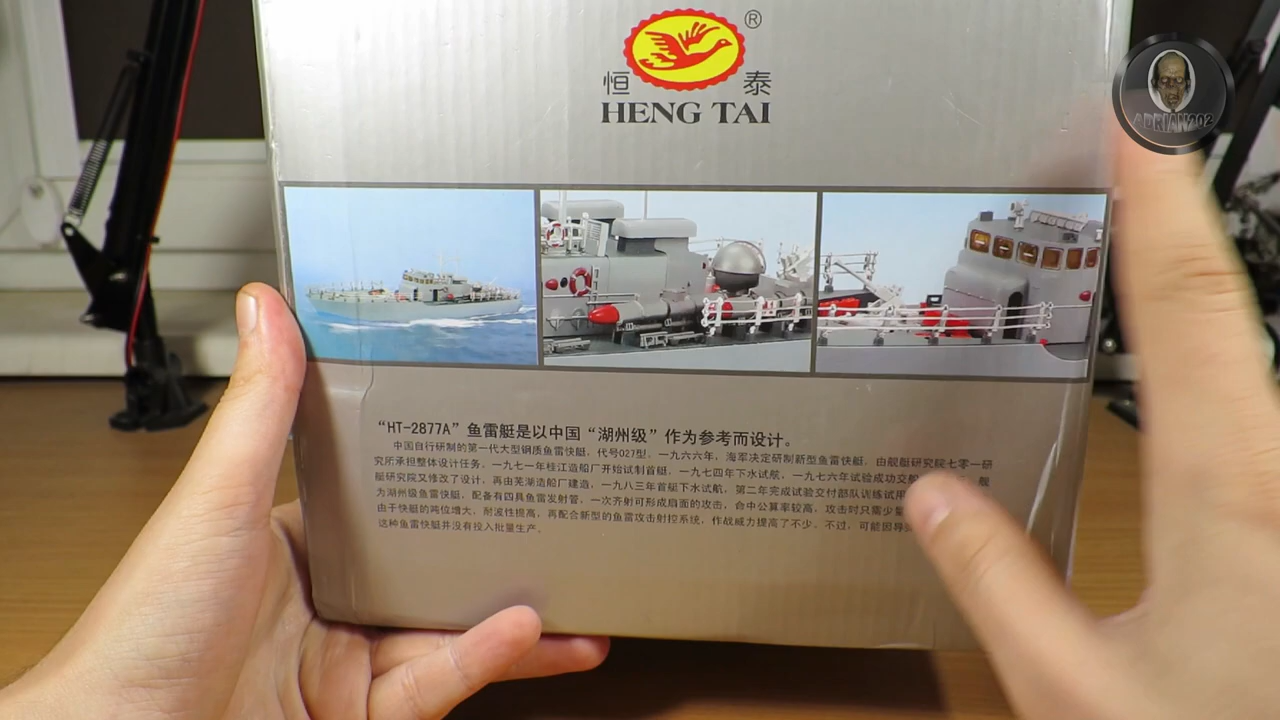 ®
恒 泰
HENG TAI
ADRIAN202
“HT-2877A”鱼雷艇是以中国“湖州级”作为参考而设计。
中国自行研制的第一代大型钢质鱼雷快艇，代号027型，一九六六年，海军决定研制新型鱼雷快艇，由舰艇研究院七零一研
究所承担整体设计任务，一九七一年桂江造船厂开始试制首艇，一九七四年下水试航，一九七六年试验成功交 舰
艇研究院又修改了设计，再由芜湖造船厂建造，一九八三年首艇下水试航，第二年完成试验交付部队训练试用
为湖州级鱼雷快艇，配备有四具鱼雷发射管，一次齐射可形成扇面的攻击，命中公算率较高，攻击时只需少量
由于快艇的吨位增大，耐波性提高，再配合新型的鱼雷攻击射控系统，作战威力提高了不少。不过，可能因导
这种鱼雷快艇并没有投入批量生产。